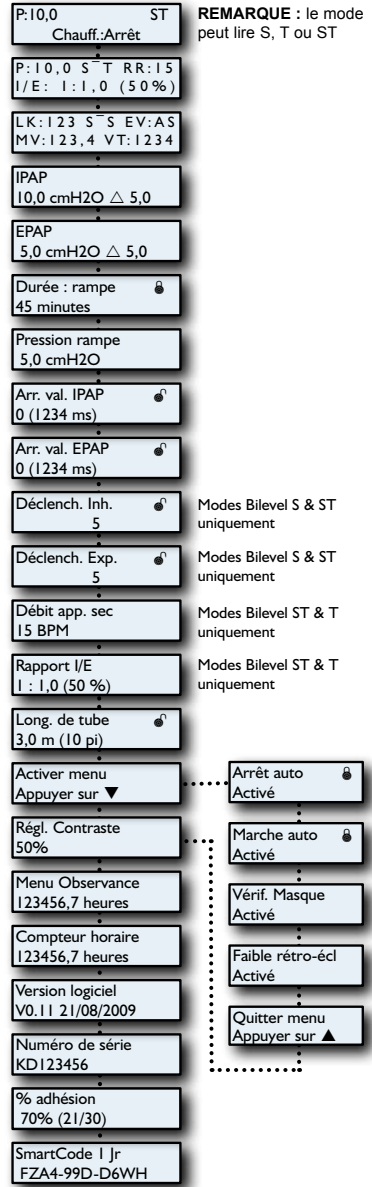 P:10,0 ST
Chauff.:Arrêt
REMARQUE : le mode
peut lire S, T ou ST
P:10,0 S¯T RR:15
I/E: 1:1,0 (50%)
LK:123 S¯S EV:AS
MV:123,4 VT:1234
IPAP
10,0 cmH2O △ 5,0
EPAP
5,0 cmH2O △ 5,0
Durée : rampe
45 minutes
Pression rampe
5,0 cmH2O
Arr. val. IPAP
0 (1234 ms)
Arr. val. EPAP
0 (1234 ms)
Déclench. Inh.
5
Modes Bilevel S & ST
uniquement
Déclench. Exp.
5
Modes Bilevel S & ST
uniquement
Débit app. sec
15 BPM
Modes Bilevel ST & T
uniquement
Rapport I/E
1 : 1,0 (50 %)
Modes Bilevel ST & T
uniquement
Long. de tube
3,0 m (10 pi)
Activer menu
Appuyer sur ▼
Arrêt auto
Activé
Marche auto
Activé
Vérif. Masque
Activé
Faible rétro-écl
Activé
Quitter menu
Appuyer sur ▲
Régl. Contraste
50%
Menu Observance
123456,7 heures
Compteur horaire
123456,7 heures
Version logiciel
V0.11 21/08/2009
Numéro de série
KD123456
% adhésion
70% (21/30)
SmartCode 1 Jr
FZA4-99D-D6WH